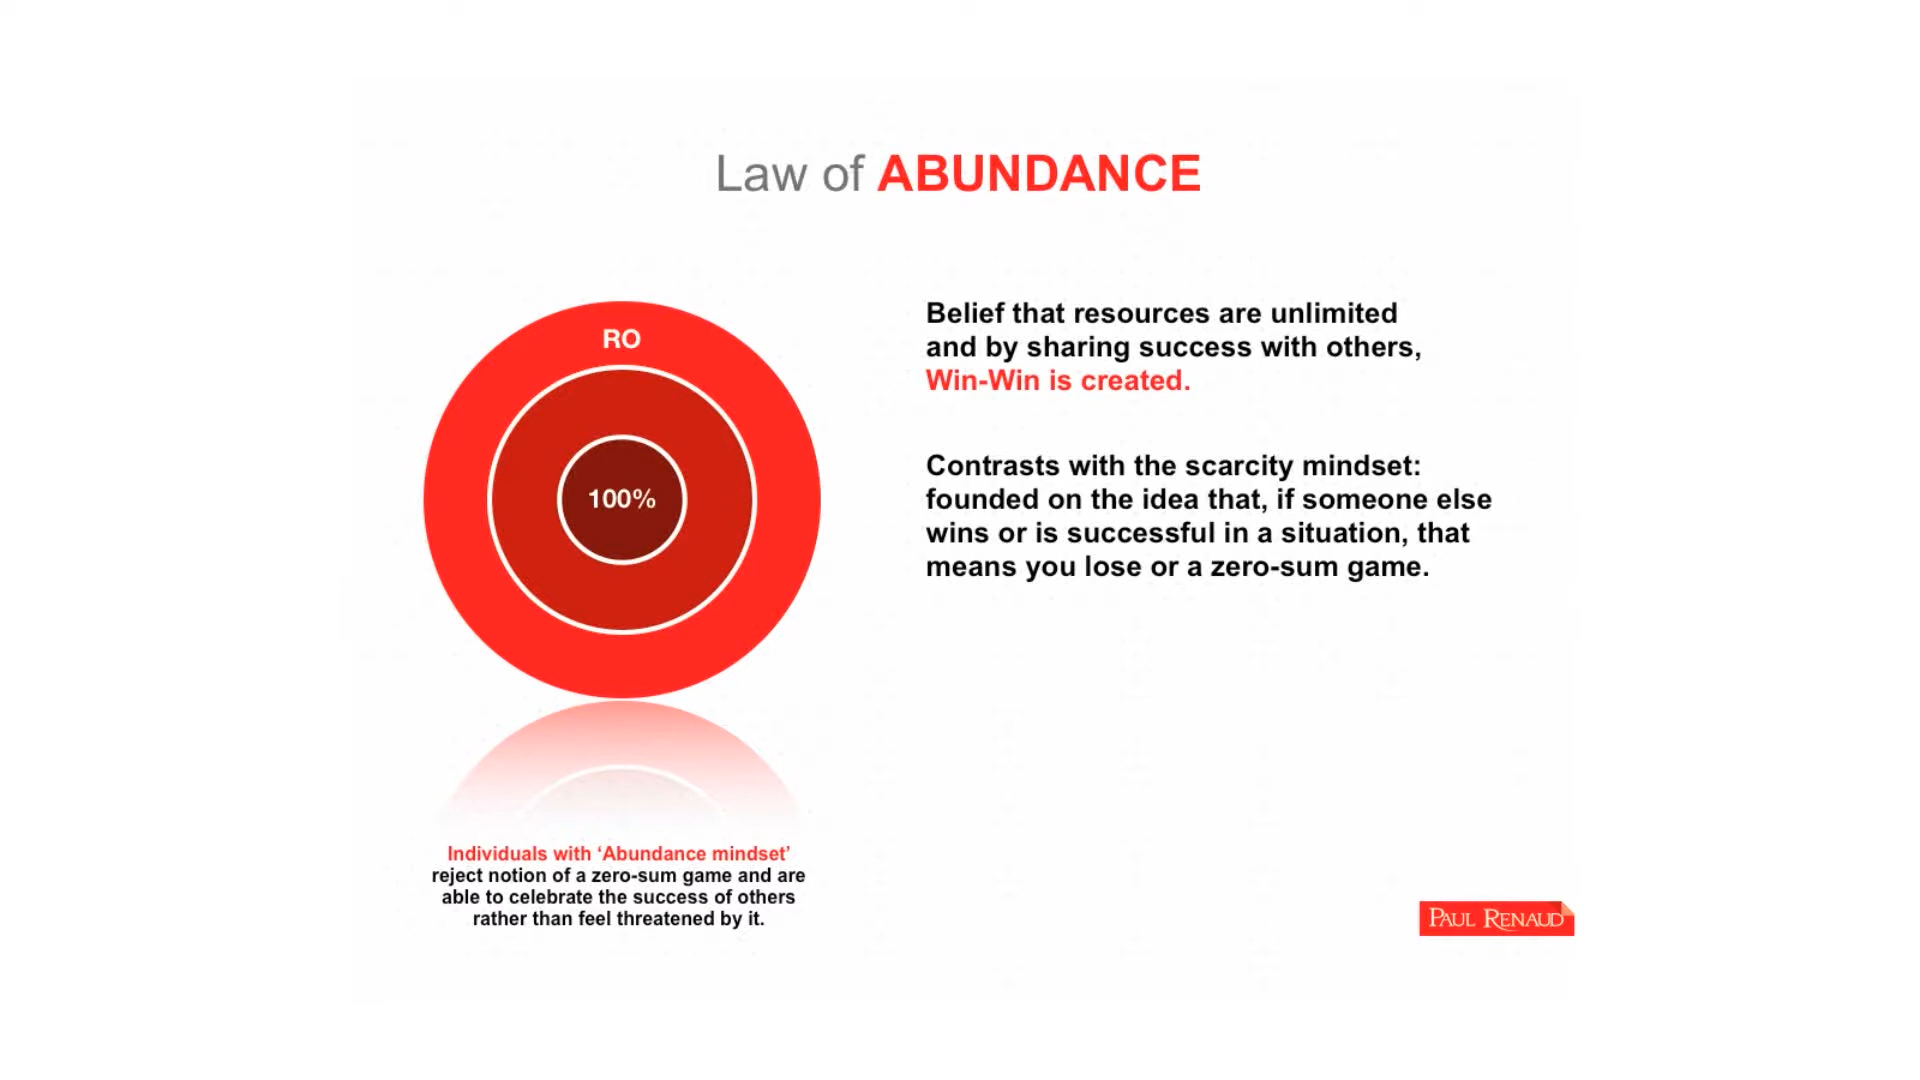 Law of ABUNDANCE
RO
100%
Belief that resources are unlimited
and by sharing success with others,
Win-Win is created.
Contrasts with the scarcity mindset:
founded on the idea that, if someone else
wins or is successful in a situation, that
means you lose or a zero-sum game.
Individuals with ‘Abundance mindset’
reject notion of a zero-sum game and are
able to celebrate the success of others
rather than feel threatened by it.
PAUL RENAUD